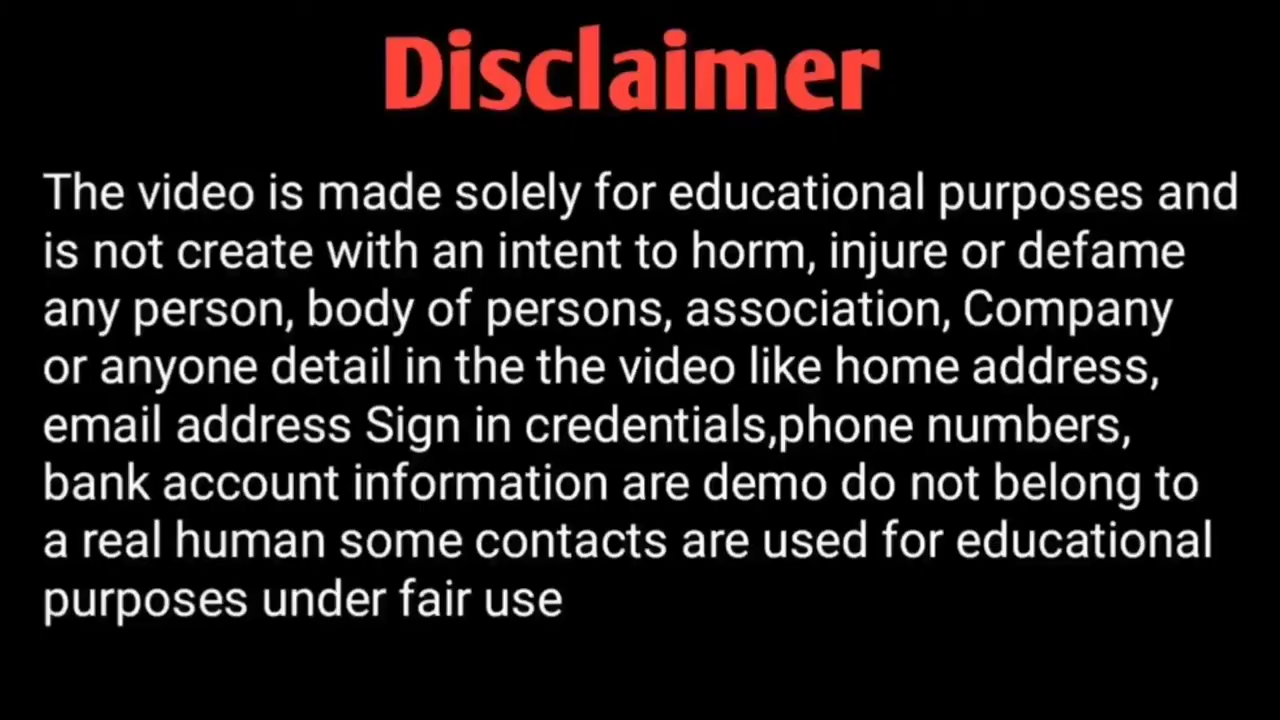 Disclaimer
The video is made solely for educational purposes and
is not create with an intent to horm, injure or defame
any person, body of persons, association, Company
or anyone detail in the the video like home address,
email address Sign in credentials,phone numbers,
bank account information are demo do not belong to
a real human some contacts are used for educational
purposes under fair use